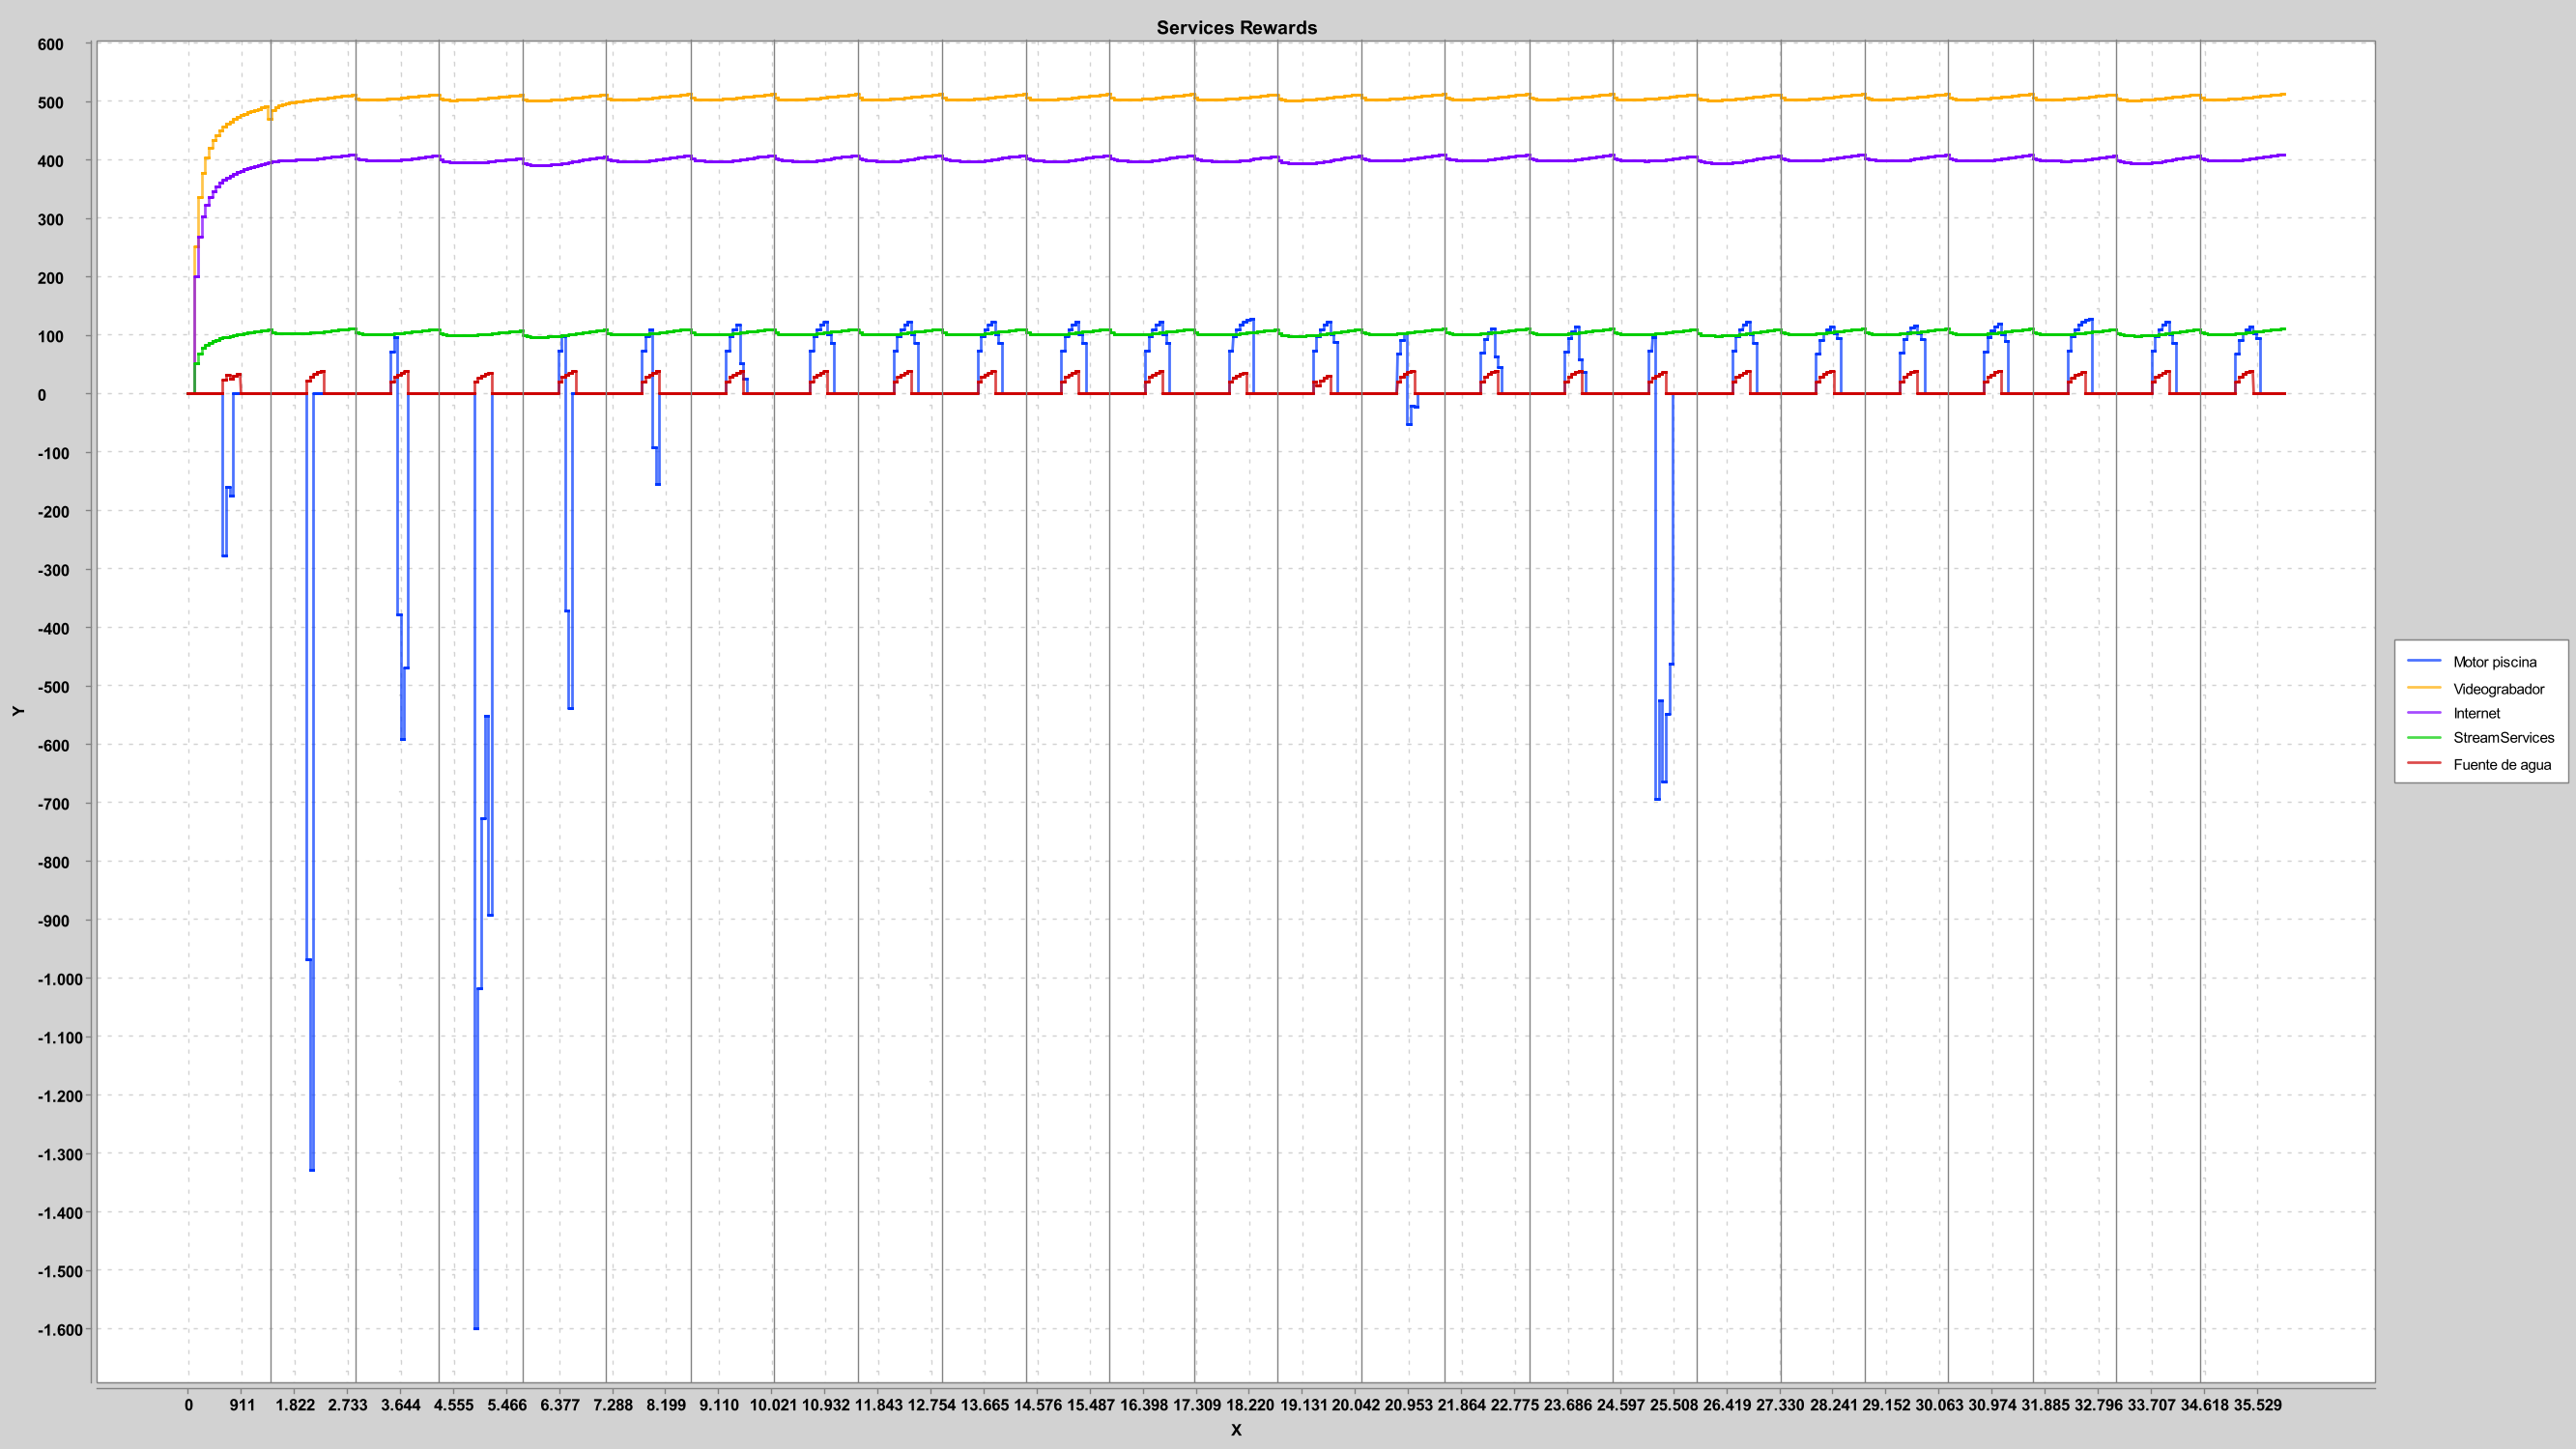 Services Rewards
600
500
400
300
200
100
0
-100
-200
-300
-400
-500
-600
-700
-800
-900
-1.000
-1.100
-1.200
-1.300
-1.400
-1.500
-1.600
Y
0 911 1.822 2.733 3.644 4.555 5.466 6.377 7.288 8.199 9.110 10.021 10.932 11.843 12.754 13.665 14.576 15.487 16.398 17.309 18.220 19.131 20.042 20.953 21.864 22.775 23.686 24.597 25.508 26.419 27.330 28.241 29.152 30.063 30.974 31.885 32.796 33.707 34.618 35.529
X
Motor piscina
Videograbador
Internet
StreamServices
Fuente de agua